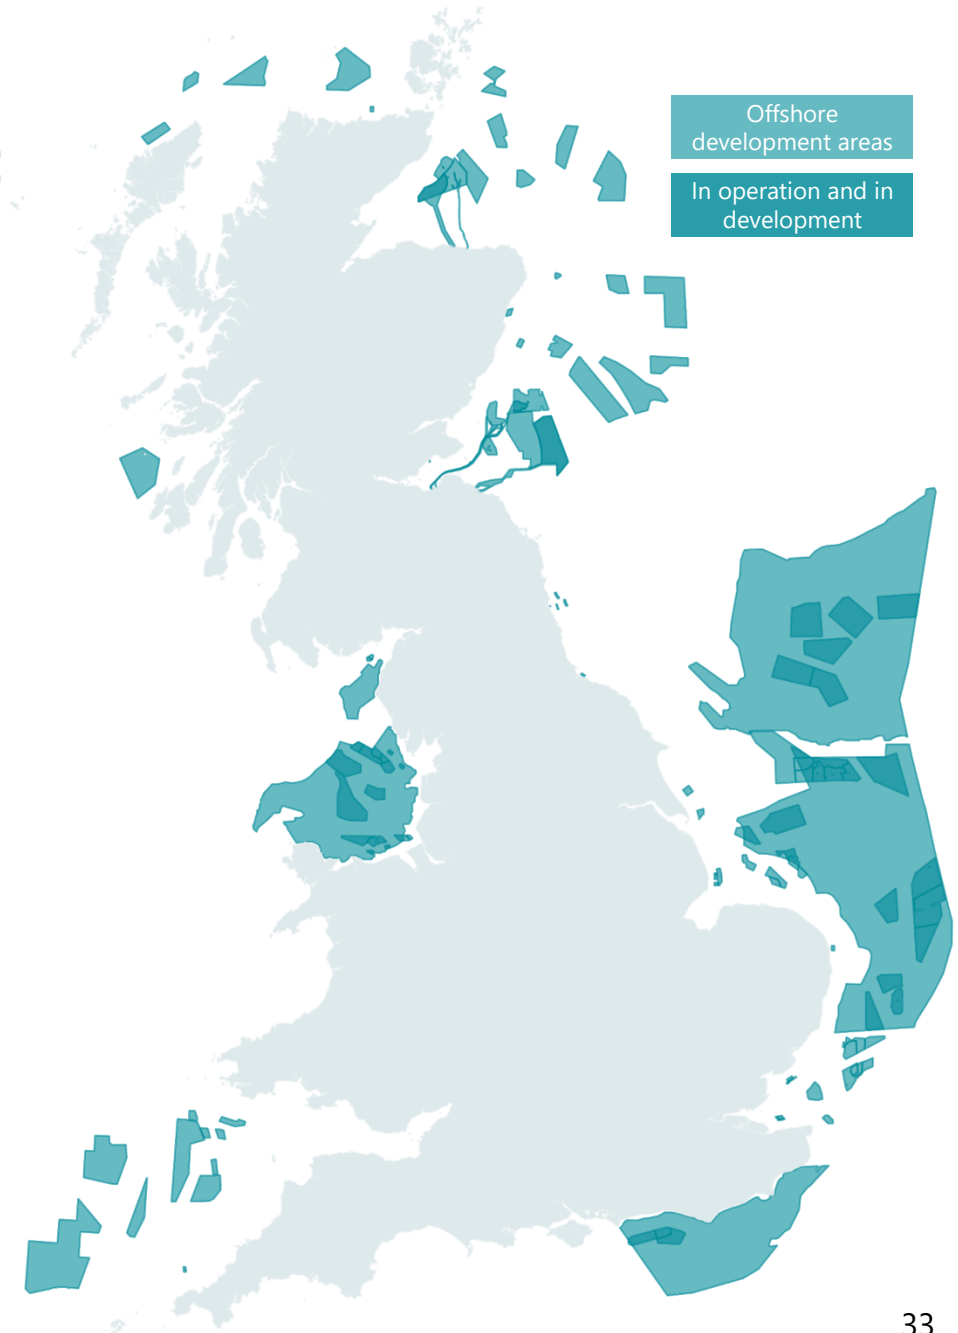 Offshore
development areas
In operation and in
development
33